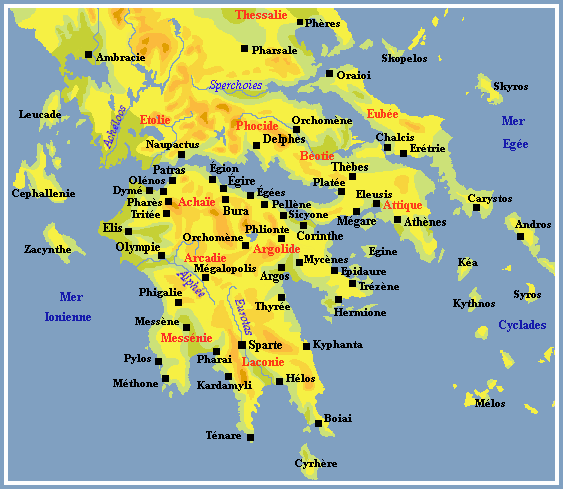 Thessalie
Phères
Ambracie
Pharsale
Skopelos
Oraioi
Sperchoies
Skyros
Leucade
Acheloos
Etolie
Phocide
Orchomène
Eubée
Mer
Egée
Naupactus
Delphes
Chalcis
Erétrie
Béotie
Patras
Égion
Thèbes
Olénos
Égire
Platée
Dymé
Égées
Eleusis
Cephallenie
Pharès
Achaïe
Pellène
Attique
Carystos
Tritée
Bura
Sicyone
Mégare
Athènes
Elis
Phlionte
Corinthe
Andros
Orchomène
Zacynthe
Olympie
Argolide
Egine
Arcadie
Mycènes
Kéa
Mégalopolis
Argos
Epidaure
Alphée
Trézène
Mer
Ionienne
Phigalie
Eurotas
Thyrée
Hermione
Kythnos
Syros
Messène
Cyclades
Messénie
Sparte
Kyphanta
Pylos
Pharai
Laconie
Méthone
Kardamyli
Hélos
Mélos
Boiai
Ténare
Cyrhère